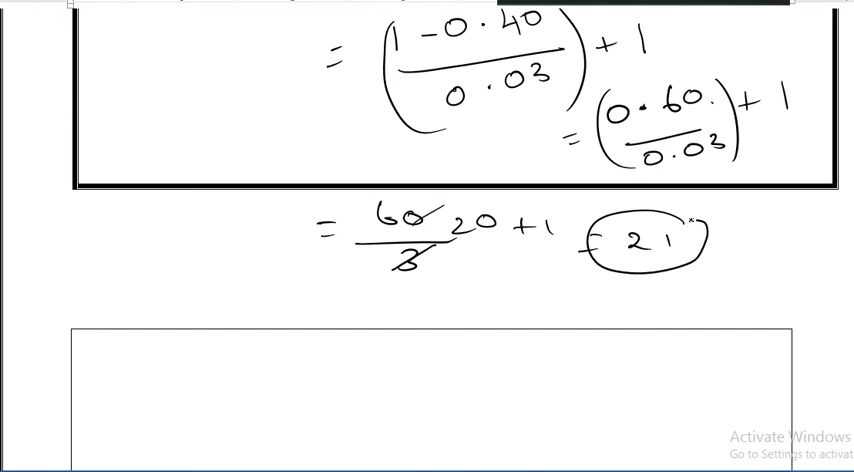 = (1 - 0.40 / 0.03) + 1
= (0.60 / 0.03) + 1
= 60 / 3 20 + 1 = 21
Activate Windows
Go to Settings to activat